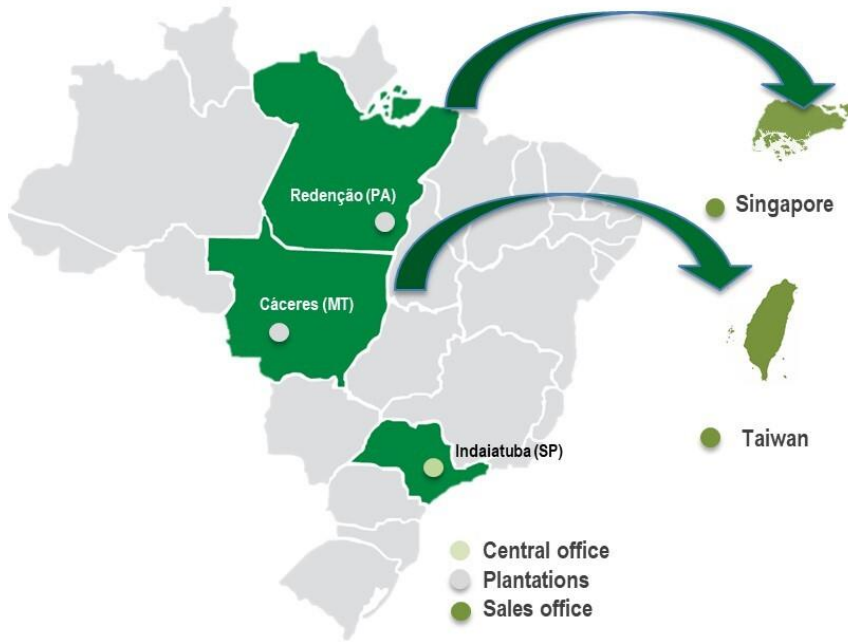 Redenção (PA)
Singapore
Cáceres (MT)
Taiwan
Indaiatuba (SP)
Central office
Plantations
Sales office